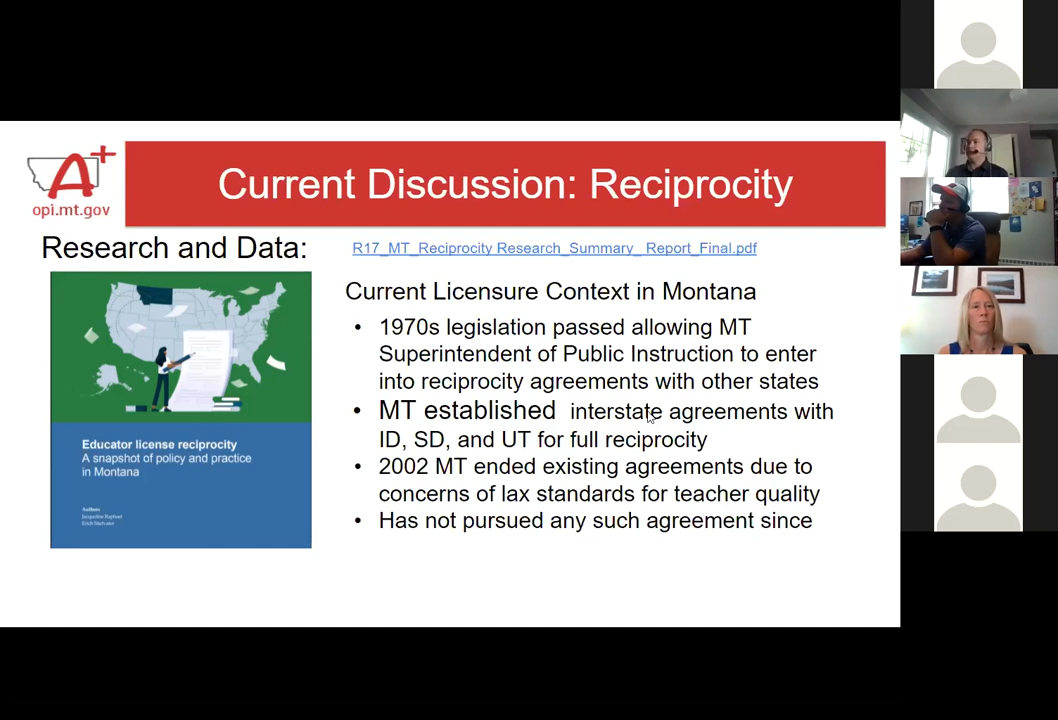 Current Discussion: Reciprocity
A+
opi.mt.gov
Research and Data:
R17_MT_Reciprocity Research_Summary_ Report_Final.pdf
Current Licensure Context in Montana
• 1970s legislation passed allowing MT
Superintendent of Public Instruction to enter
into reciprocity agreements with other states
• MT established interstate agreements with
ID, SD, and UT for full reciprocity
• 2002 MT ended existing agreements due to
concerns of lax standards for teacher quality
• Has not pursued any such agreement since
Educator license reciprocity
A snapshot of policy and practice
in Montana
Authors
Jacqueline Raphael